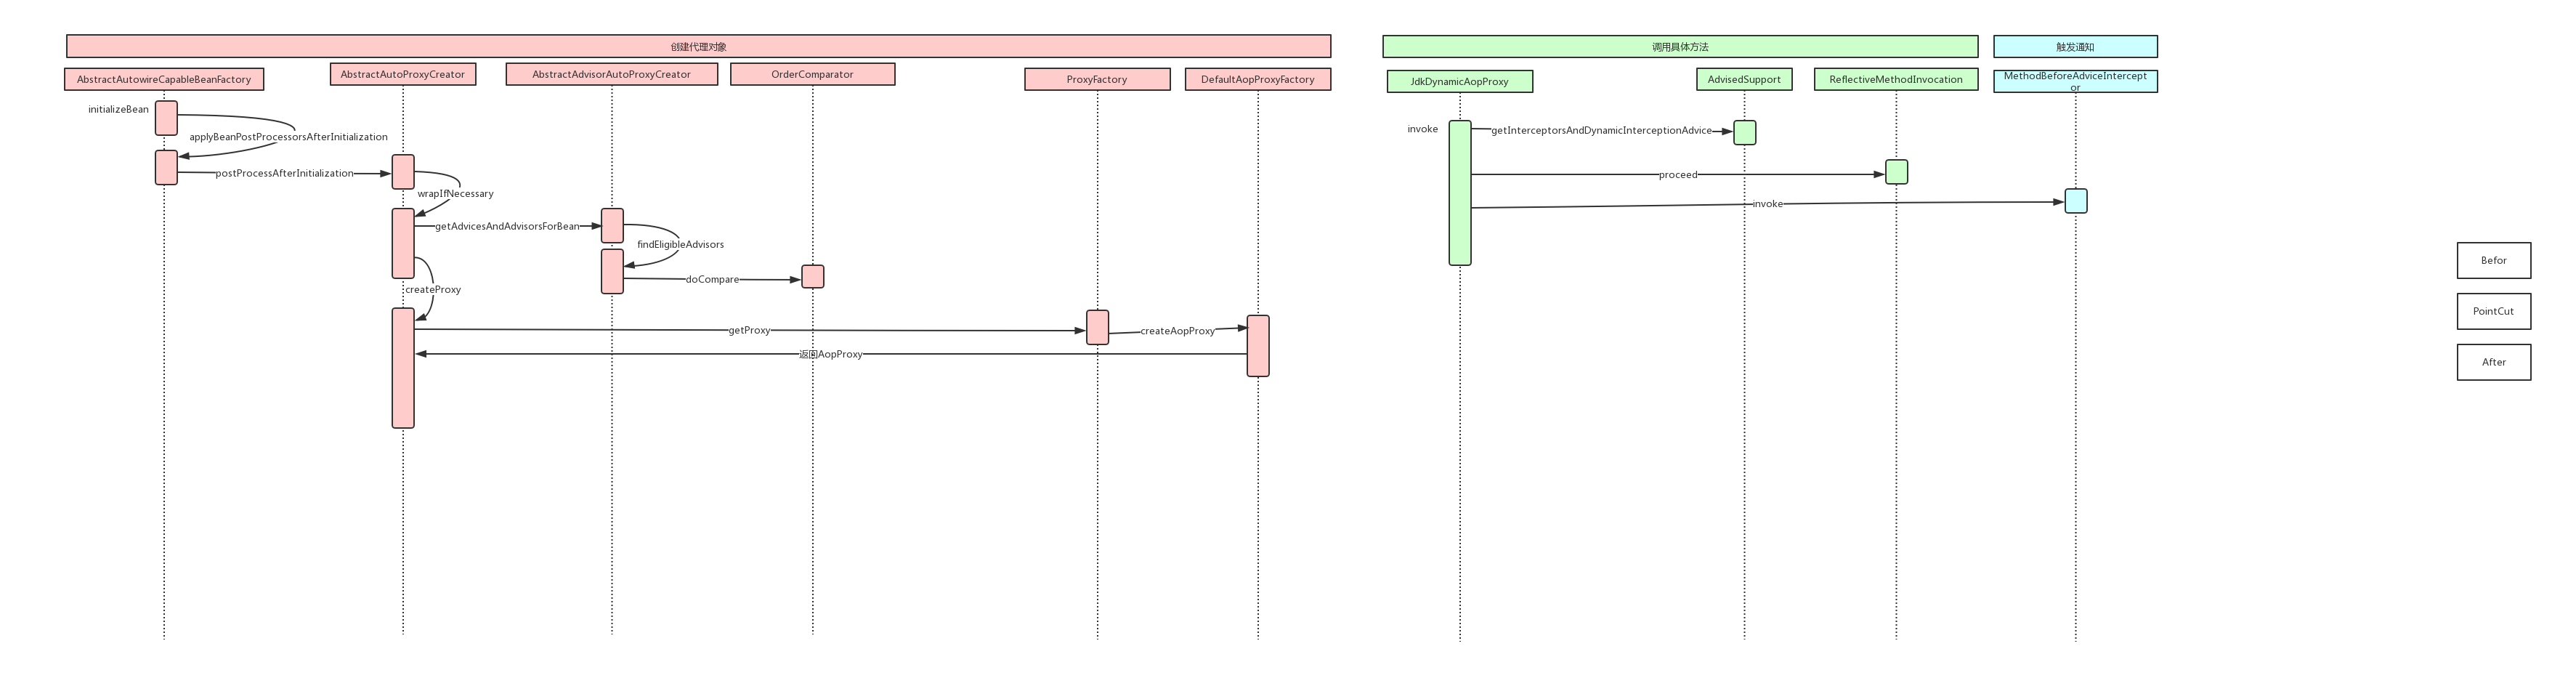 创建代理对象
调用具体方法
触发通知
AbstractAutowireCapableBeanFactory
AbstractAutoProxyCreator
AbstractAdvisorAutoProxyCreator
OrderComparator
ProxyFactory
DefaultAopProxyFactory
JdkDynamicAopProxy
AdvisedSupport
ReflectiveMethodInvocation
MethodBeforeAdviceIntercept
or
initializeBean
applyBeanPostProcessorsAfterInitialization
postProcessAfterInitialization
wrapIfNecessary
getAdvicesAndAdvisorsForBean
findEligibleAdvisors
doCompare
createProxy
getProxy
createAopProxy
返回AopProxy
invoke
getInterceptorsAndDynamicInterceptionAdvice
proceed
invoke
Befor
PointCut
After